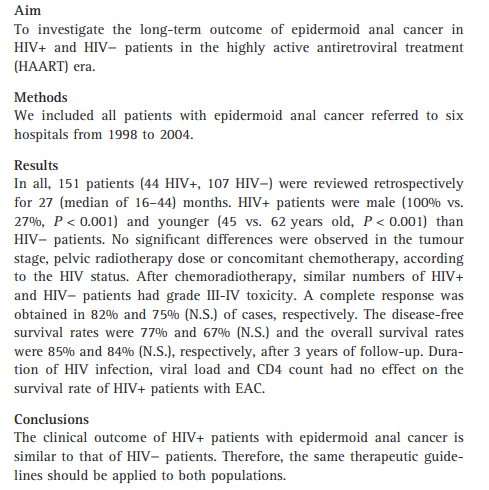 Aim
To investigate the long-term outcome of epidermoid anal cancer in
HIV+ and HIV− patients in the highly active antiretroviral treatment
(HAART) era.
Methods
We included all patients with epidermoid anal cancer referred to six
hospitals from 1998 to 2004.
Results
In all, 151 patients (44 HIV+, 107 HIV−) were reviewed retrospectively
for 27 (median of 16–44) months. HIV+ patients were male (100% vs.
27%, P < 0.001) and younger (45 vs. 62 years old, P < 0.001) than
HIV− patients. No significant differences were observed in the tumour
stage, pelvic radiotherapy dose or concomitant chemotherapy, according
to the HIV status. After chemoradiotherapy, similar numbers of HIV+
and HIV− patients had grade III-IV toxicity. A complete response was
obtained in 82% and 75% (N.S.) of cases, respectively. The disease-free
survival rates were 77% and 67% (N.S.) and the overall survival rates
were 85% and 84% (N.S.), respectively, after 3 years of follow-up. Dura-
tion of HIV infection, viral load and CD4 count had no effect on the
survival rate of HIV+ patients with EAC.
Conclusions
The clinical outcome of HIV+ patients with epidermoid anal cancer is
similar to that of HIV− patients. Therefore, the same therapeutic guide-
lines should be applied to both populations.